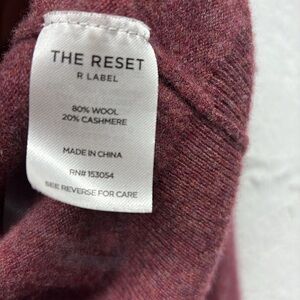 THE RESET
R LABEL
80% WOOL
20% CASHMERE
MADE IN CHINA
RN# 153054
SEE REVERSE FOR CARE